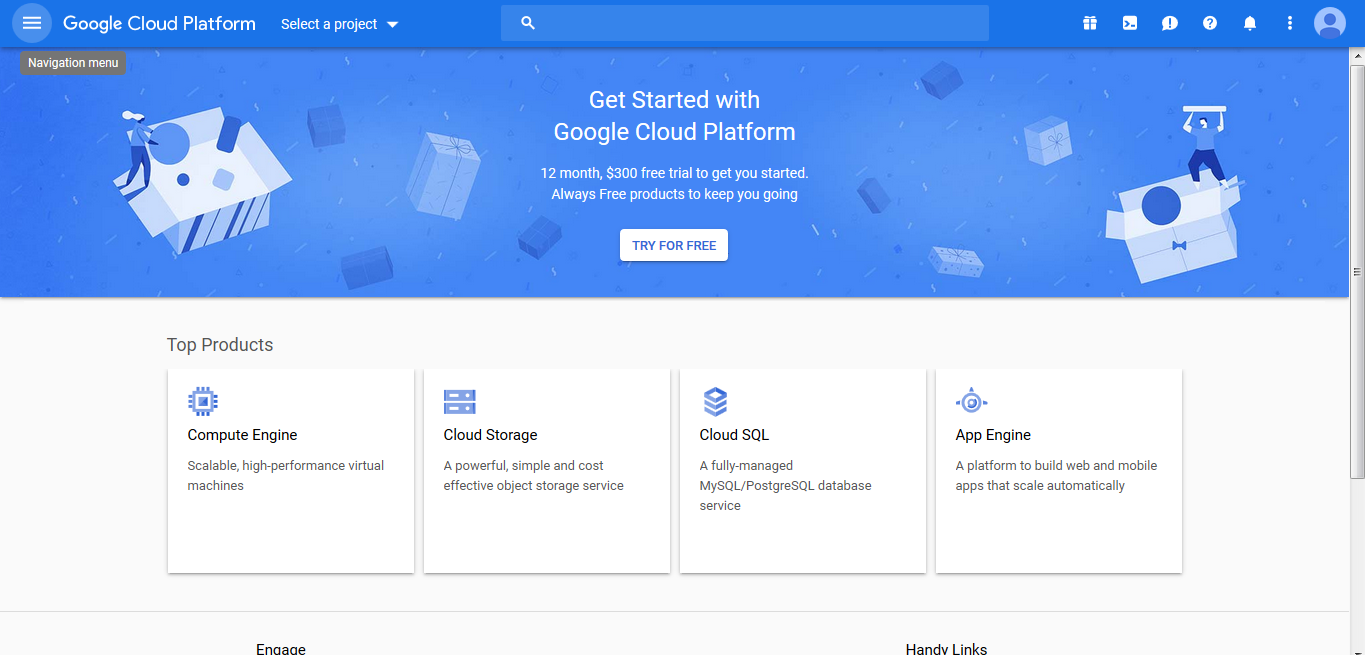 Google Cloud Platform
Select a project
Navigation menu
Get Started with
Google Cloud Platform
12 month, $300 free trial to get you started.
Always Free products to keep you going
TRY FOR FREE
Top Products
Compute Engine
Scalable, high-performance virtual
machines
Cloud Storage
A powerful, simple and cost
effective object storage service
Cloud SQL
A fully-managed
MySQL/PostgreSQL database
service
App Engine
A platform to build web and mobile
apps that scale automatically
Engage
Handy Links